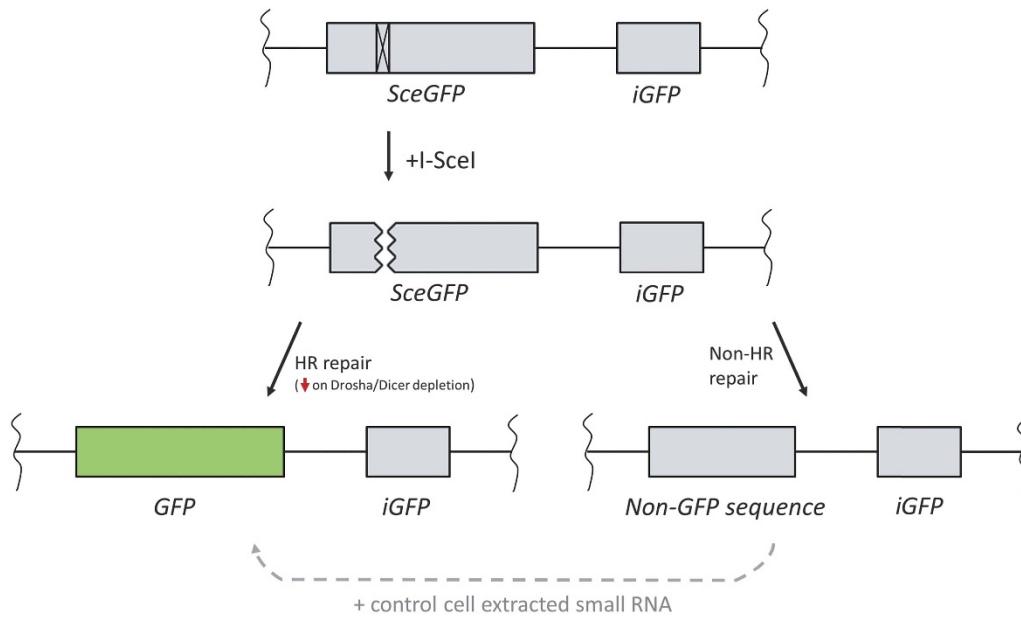 SceGFP iGFP
+I-SceI
SceGFP iGFP
HR repair
(↓ on Drosha/Dicer depletion)
Non-HR
repair
GFP iGFP
Non-GFP sequence iGFP
+ control cell extracted small RNA